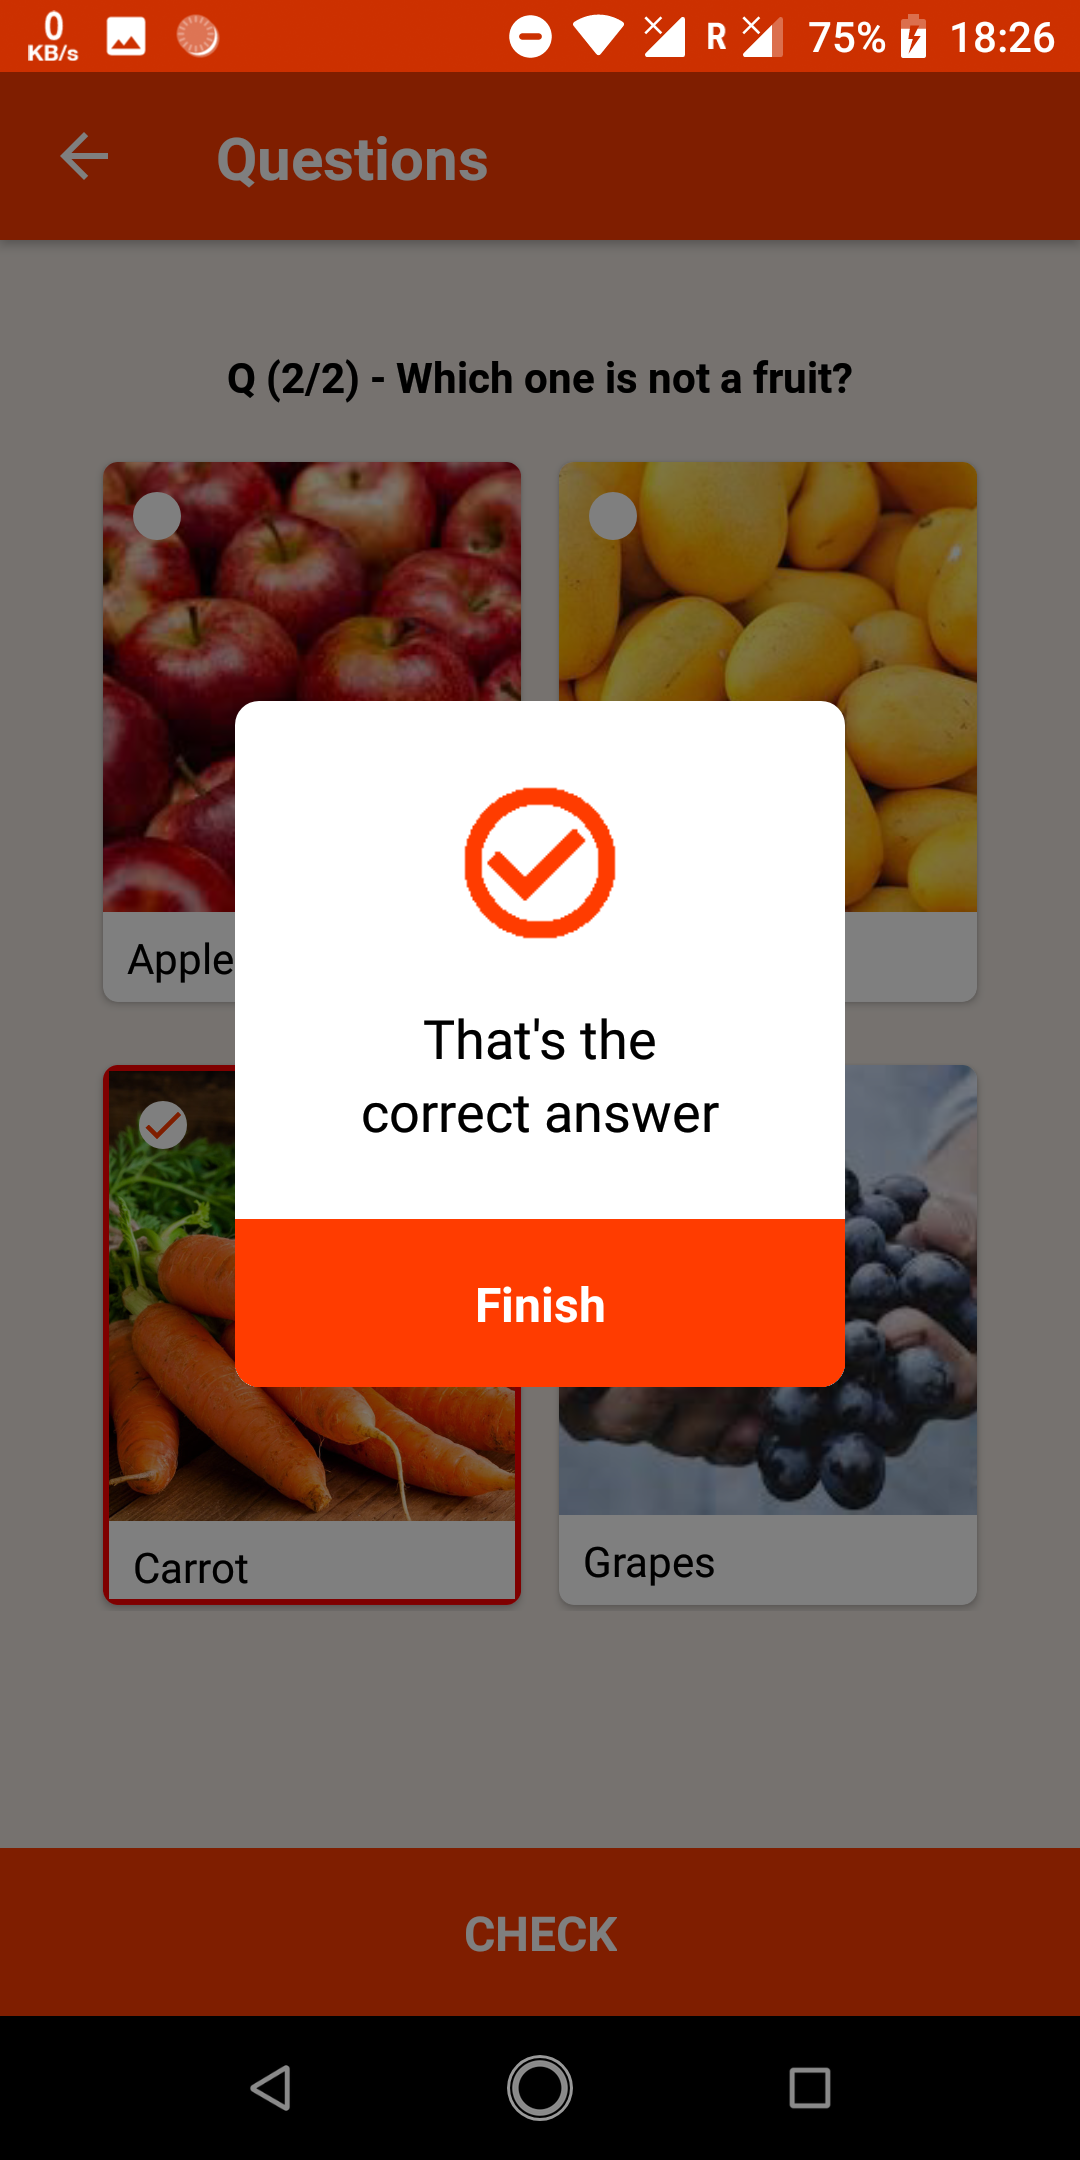 0
KB/s
R
75%
18:26
Questions
Q (2/2) - Which one is not a fruit?
Apple
That's the
correct answer
Finish
Carrot
Grapes
CHECK